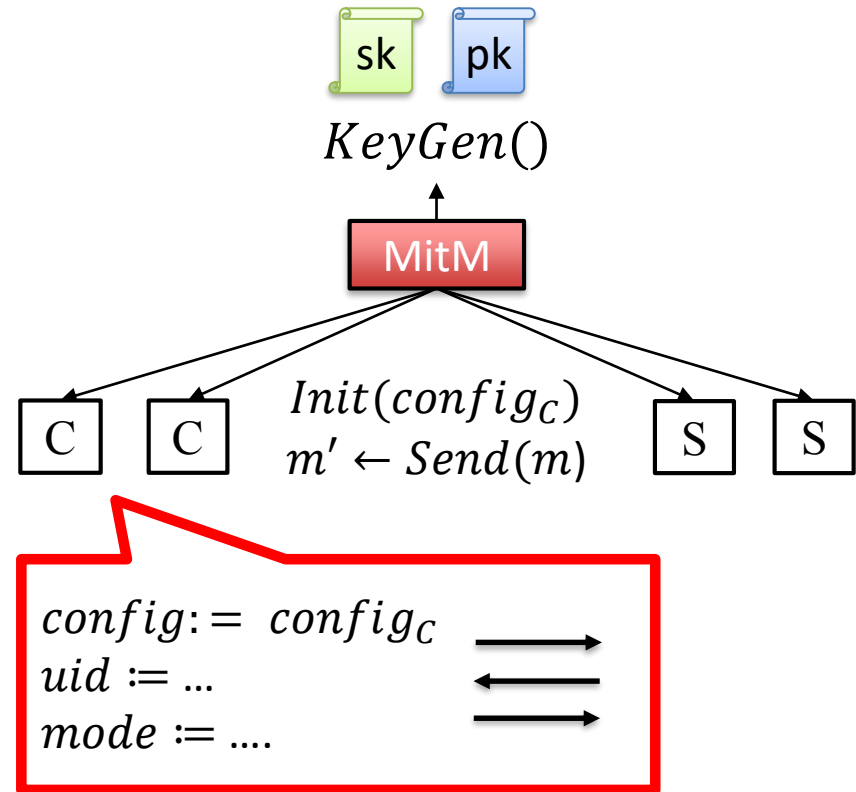 sk pk
KeyGen()
MitM
C C Init(config_C) S S
m′ ← Send(m)
config: = config_C
uid ≔ ...
mode ≔ ....